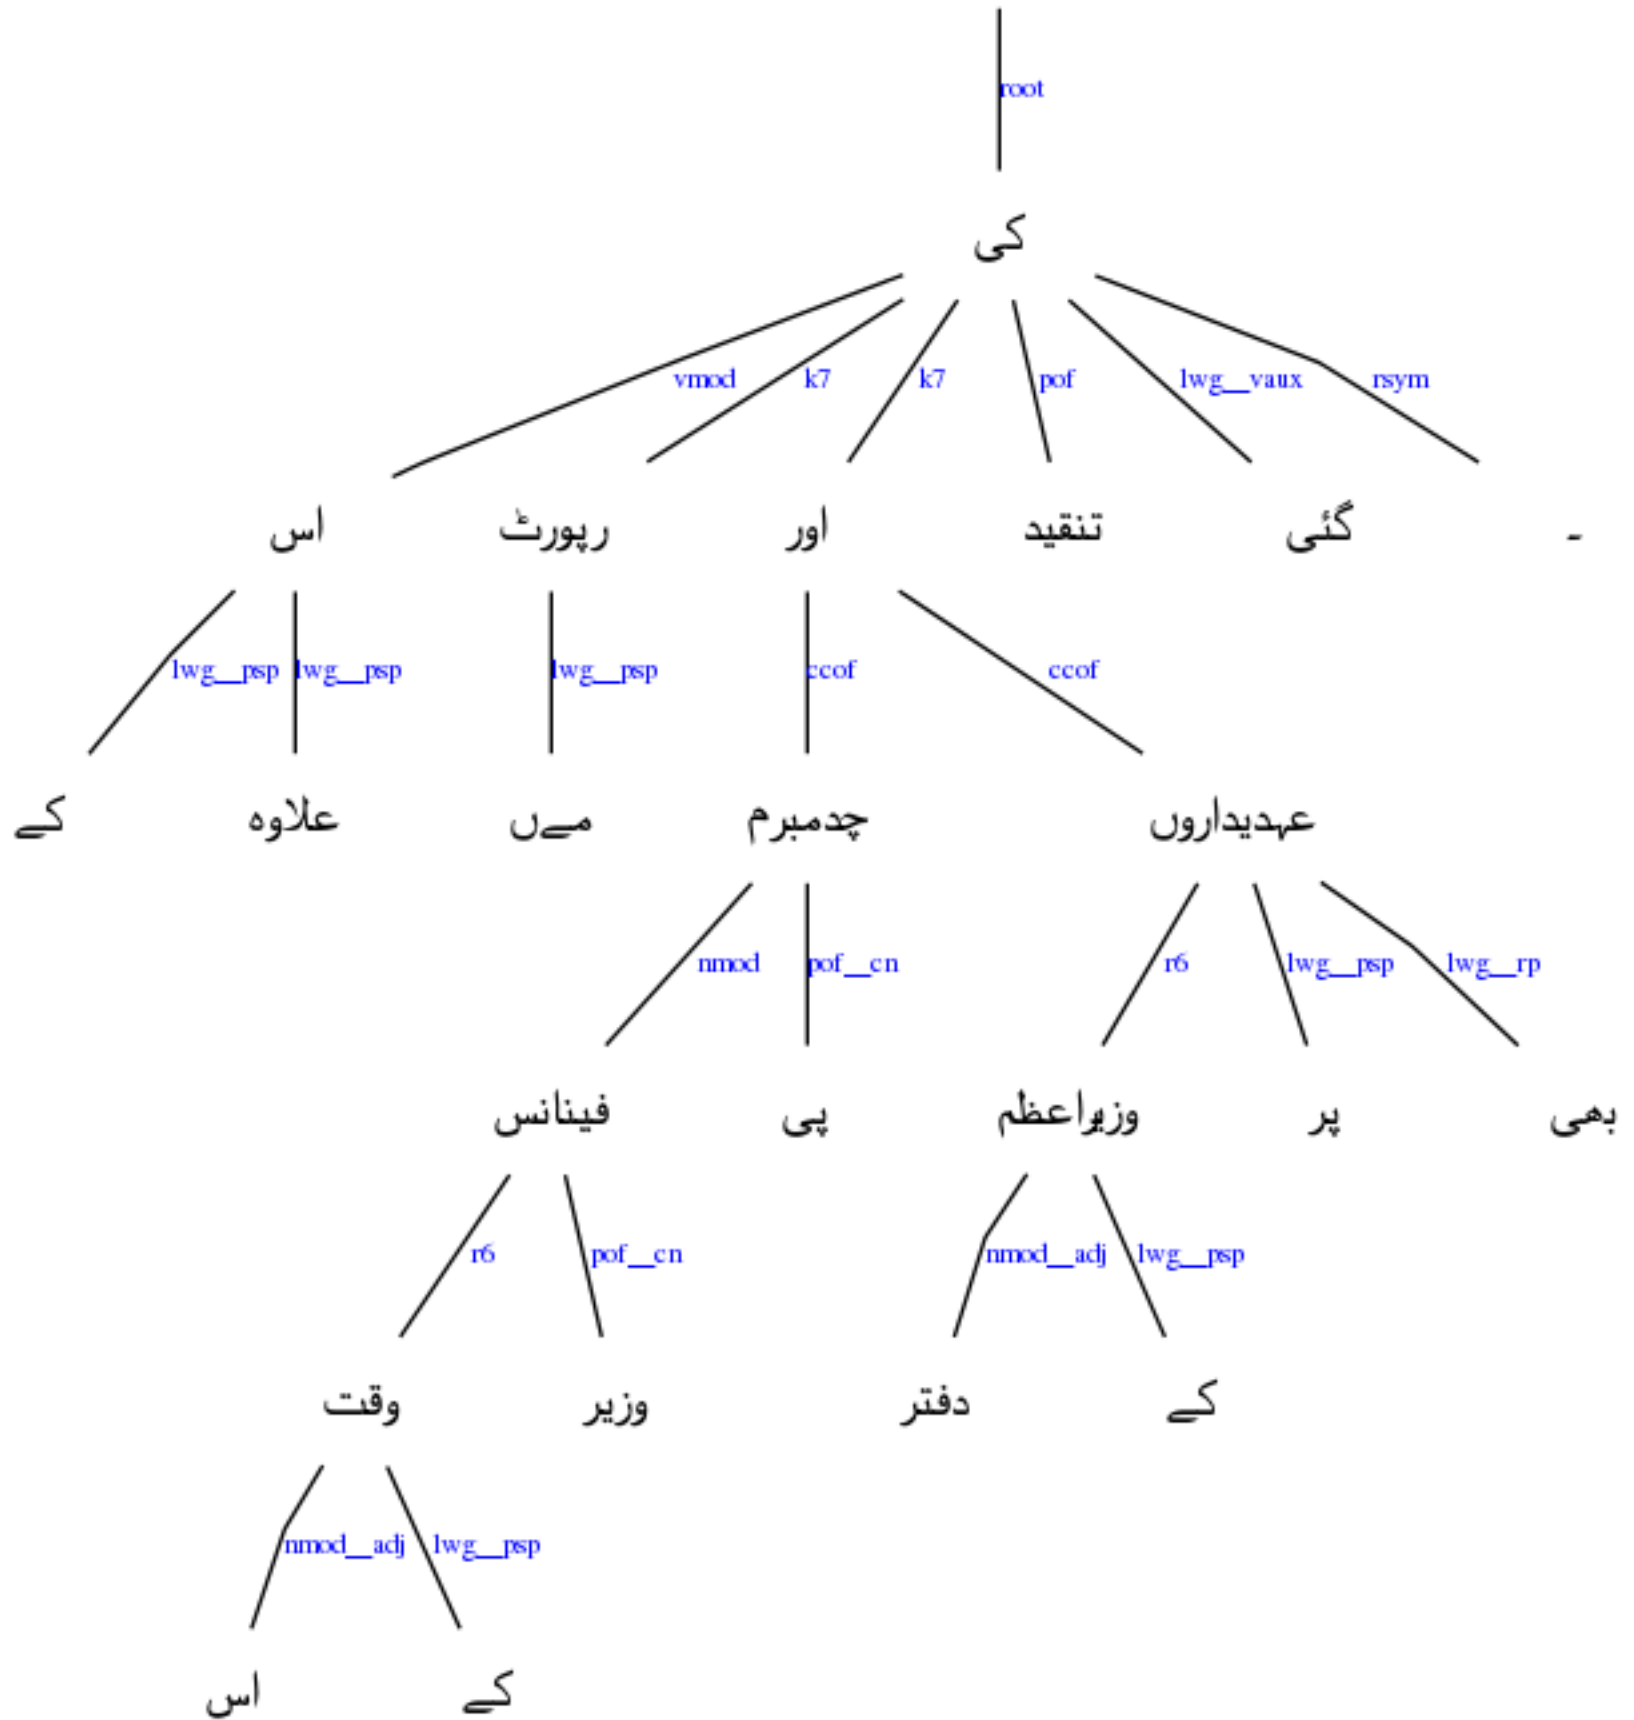 root
کی
vmod k7 k7 pof lwg__vaux rsym
اس رپورٹ اور تنقید گئی ۔
lwg__psp lwg__psp lwg__psp ccof ccof
کے علاوہ مےں چدمبرم عہدیداروں
nmod pof__cn r6 lwg__psp lwg__rp
فینانس پی وزیراعظم پر بھی
r6 pof__cn nmod__adj lwg__psp
وقت وزیر دفتر کے
nmod__adj lwg__psp
اس کے